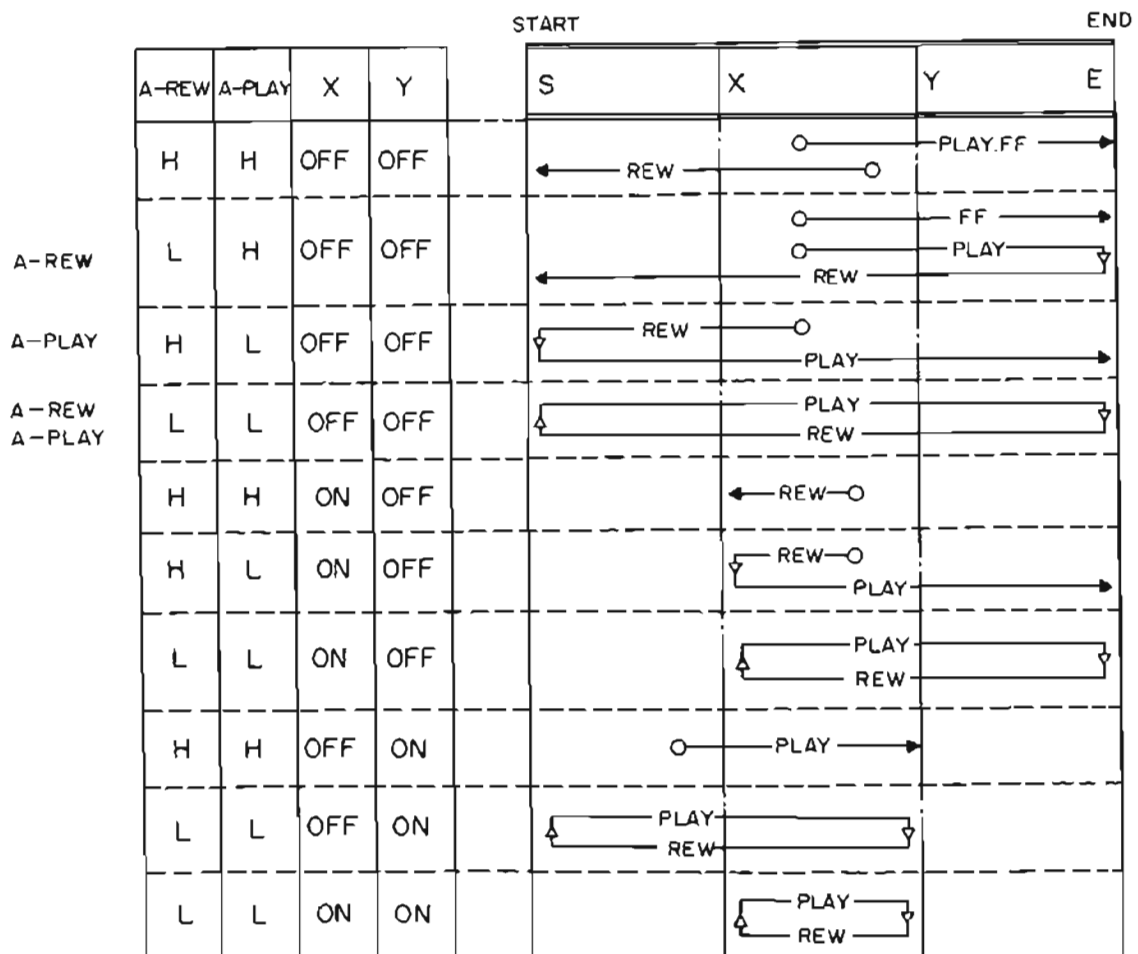 START END
A-REW A-PLAY X Y S X Y E
H H OFF OFF PLAY.FF
REW
FF
A-REW L H OFF OFF PLAY
REW
A-PLAY H L OFF OFF REW
PLAY
A-REW PLAY
A-PLAY L L OFF OFF REW
H H ON OFF REW
H L ON OFF REW
PLAY
L L ON OFF PLAY
REW
H H OFF ON PLAY
L L OFF ON PLAY
REW
L L ON ON PLAY
REW